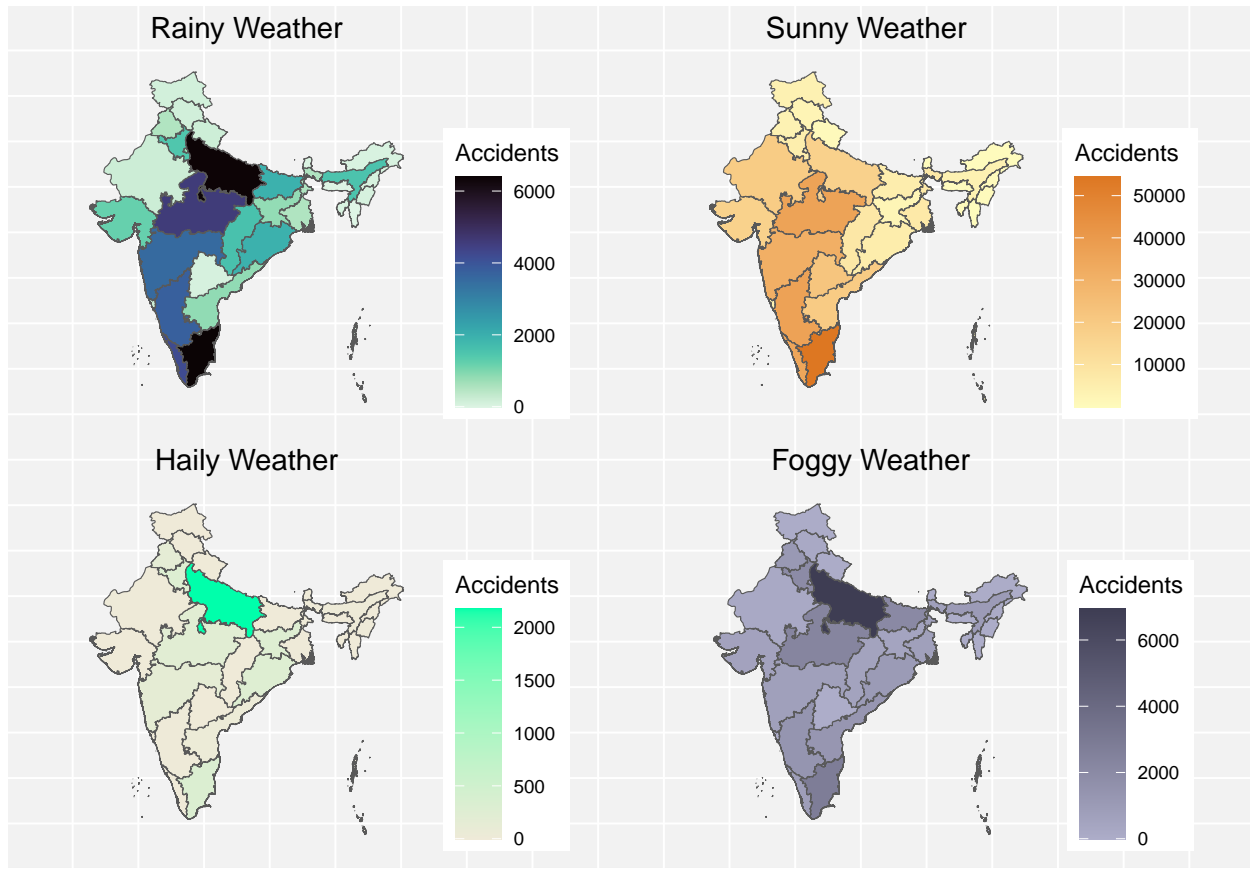 Rainy Weather
Accidents
6000
4000
2000
0
Sunny Weather
Accidents
50000
40000
30000
20000
10000
Haily Weather
Accidents
2000
1500
1000
500
0
Foggy Weather
Accidents
6000
4000
2000
0